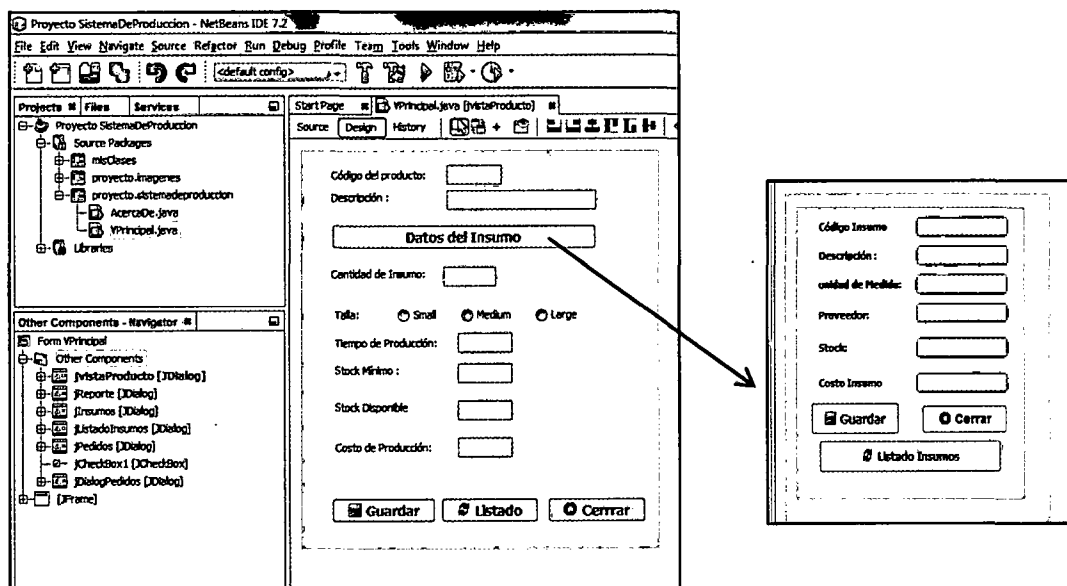 Proyecto SistemaDeProduccion - NetBeans IDE 7.2
File Edit View Navigate Source Refactor Run Debug Profile Team Tools Window Help
<default config>
Projects Files Services
Proyecto SistemaDeProduccion
Source Packages
misClases
proyecto.imagenes
proyecto.sistemadeproduccion
AcercaDe.java
VPrincipal.java
Libraries
Other Components - Navigator
Form VPrincipal
Other Components
jvistaProducto [JDialog]
jReporte [JDialog]
jInsumos [JDialog]
jListadoInsumos [JDialog]
jPedidos [JDialog]
jCheckBox1 [JCheckBox]
jDialogPedidos [JDialog]
[JFrame]
Start Page VPrincipal.java [jvistaProducto]
Source Design History
Código del producto:
Descripción :
Datos del Insumo
Cantidad de Insumo:
Talla: Small Medium Large
Tiempo de Producción:
Stock Mínimo :
Stock Disponible
Costo de Producción:
Guardar Listado Cerrrar
Código Insumo
Descripción :
unidad de Medida:
Proveedor:
Stock:
Costo Insumo
Guardar Cerrar
Listado Insumos